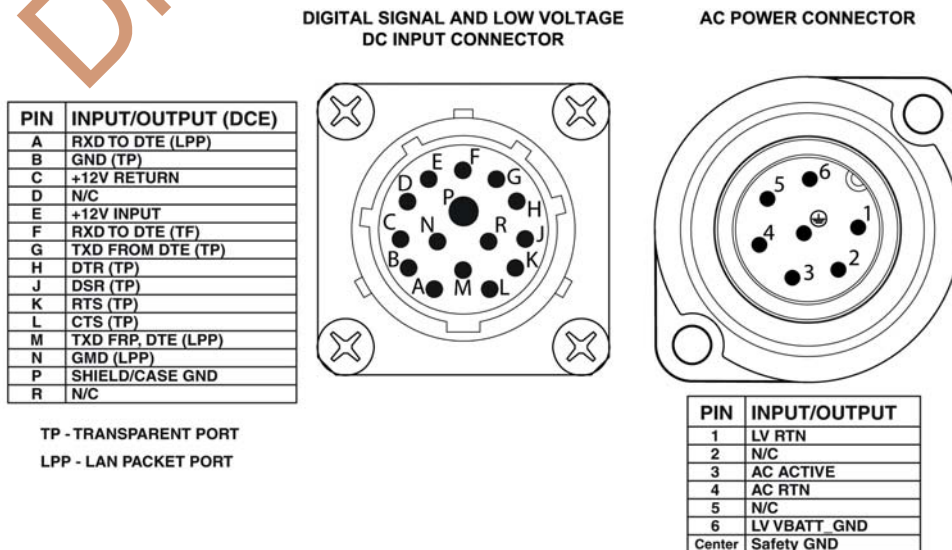 DIGITAL SIGNAL AND LOW VOLTAGE
DC INPUT CONNECTOR
AC POWER CONNECTOR
PIN INPUT/OUTPUT (DCE)
A RXD TO DTE (LPP)
B GND (TP)
C +12V RETURN
D N/C
E +12V INPUT
F RXD TO DTE (TF)
G TXD FROM DTE (TP)
H DTR (TP)
J DSR (TP)
K RTS (TP)
L CTS (TP)
M TXD FRP, DTE (LPP)
N GMD (LPP)
P SHIELD/CASE GND
R N/C
TP - TRANSPARENT PORT
LPP - LAN PACKET PORT
E F G
D P H
C N R J
B K
A M L
6
5
1
4
2
3
PIN INPUT/OUTPUT
1 LV RTN
2 N/C
3 AC ACTIVE
4 AC RTN
5 N/C
6 LV VBATT_GND
Center Safety GND